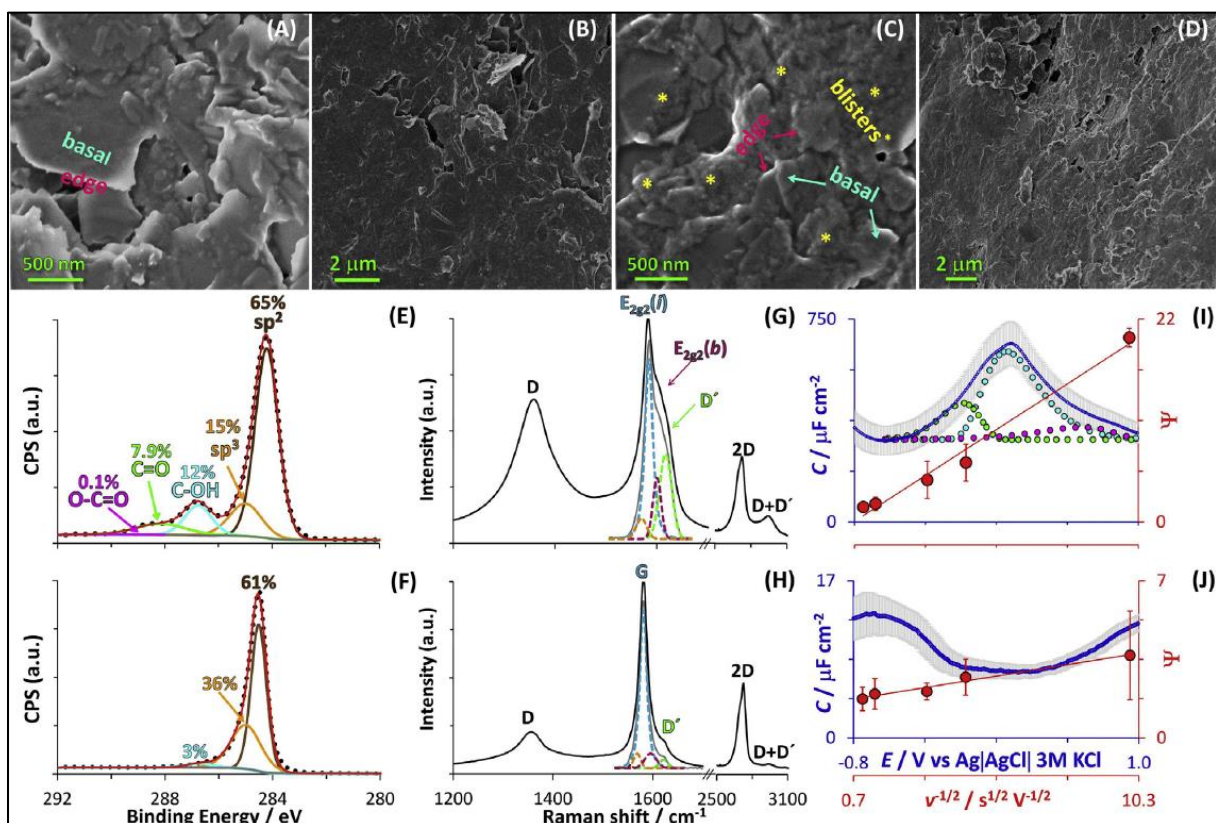 (A)
basal
edge
500 nm
(B)
2 μm
(C)
blisters*
edge
basal
500 nm
(D)
2 μm
(E)
CPS (a.u.)
65%
sp²
15%
sp³
12%
C-OH
7.9%
C=O
0.1%
O-C=O
(F)
CPS (a.u.)
61%
36%
3%
292 288 284 280
Binding Energy / eV
(G)
Intensity (a.u.)
E₂g₂(i)
E₂g₂(b)
D
D´
2D
D+D´
(H)
Intensity (a.u.)
G
D
D´
2D
D+D´
1200 1600 2500 3100
Raman shift / cm⁻¹
(I)
750
0
C / μF cm⁻²
22
0
Ψ
(J)
17
0
C / μF cm⁻²
7
0
Ψ
-0.8 E / V vs Ag|AgCl| 3M KCl 1.0
0.7 v⁻¹/² / s¹/² V⁻¹/² 10.3